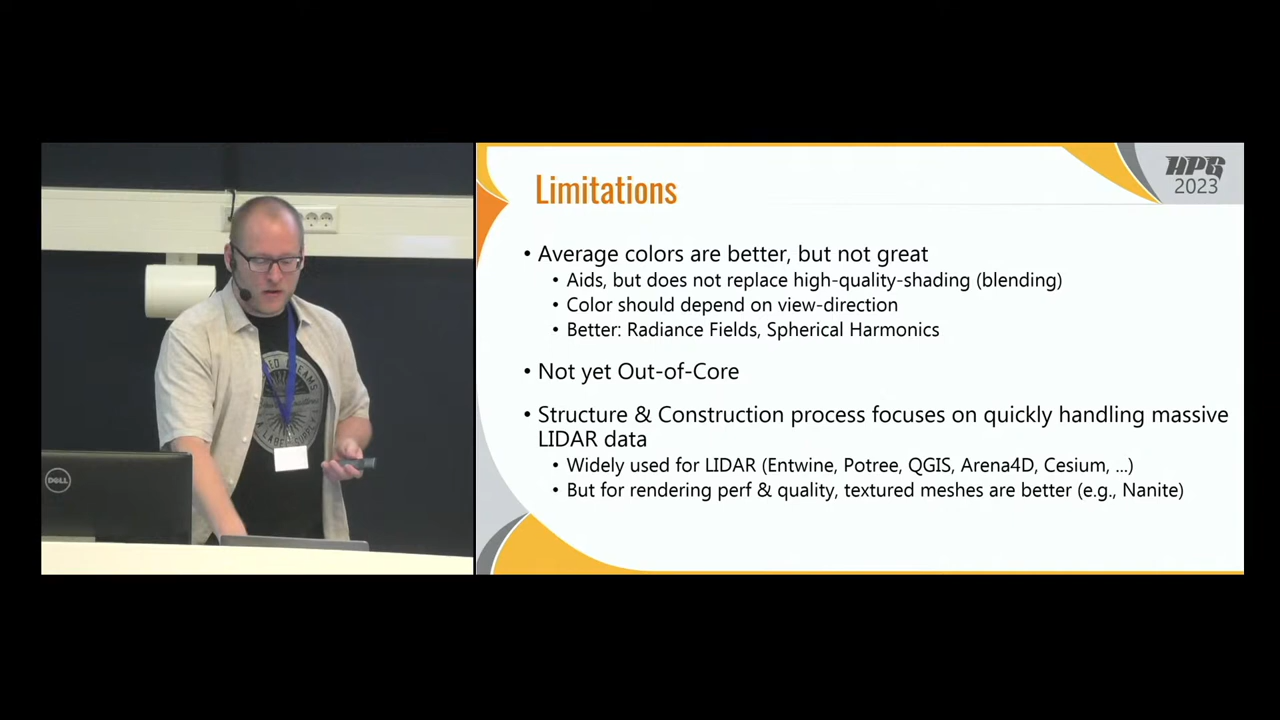 HPG
2023
Limitations
• Average colors are better, but not great
• Aids, but does not replace high-quality-shading (blending)
• Color should depend on view-direction
• Better: Radiance Fields, Spherical Harmonics
• Not yet Out-of-Core
• Structure & Construction process focuses on quickly handling massive
LIDAR data
• Widely used for LIDAR (Entwine, Potree, QGIS, Arena4D, Cesium, ...)
• But for rendering perf & quality, textured meshes are better (e.g., Nanite)
DELL